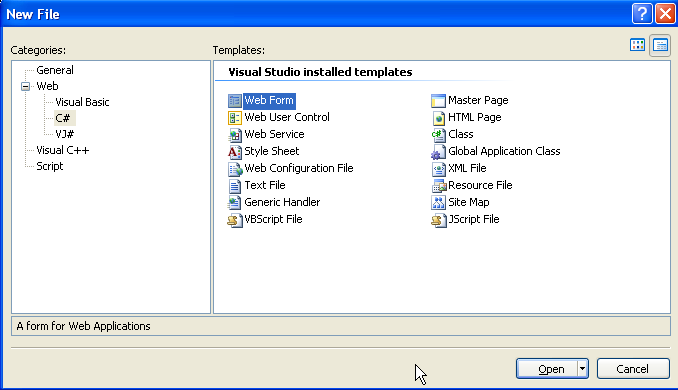 New File
Categories:
Templates:
General
Web
Visual Basic
C#
VJ#
Visual C++
Script
Visual Studio installed templates
Web Form
Master Page
Web User Control
HTML Page
Web Service
Class
Style Sheet
Global Application Class
Web Configuration File
XML File
Text File
Resource File
Generic Handler
Site Map
VBScript File
JScript File
A form for Web Applications
Open
Cancel